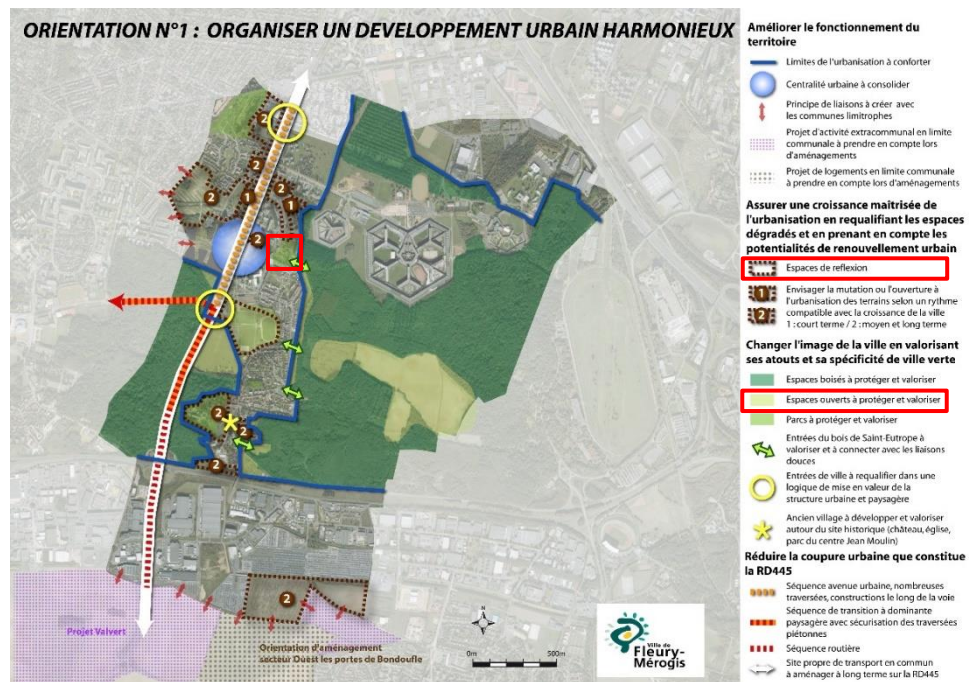 ORIENTATION N°1 : ORGANISER UN DEVELOPPEMENT URBAIN HARMONIEUX
2
2
2
1
1
2
2
2
2
2
Projet Valvert
Orientation d'aménagement
secteur Ouest les portes de Bondoufle
N
0m
500m
Ville de
Fleury-
Mérogis
Améliorer le fonctionnement du
territoire
Limites de l'urbanisation à conforter
Centralité urbaine à consolider
Principe de liaisons à créer avec
les communes limitrophes
Projet d'activité extracommunal en limite
communale à prendre en compte lors
d'aménagements
Projet de logements en limite communale
à prendre en compte lors d'aménagements
Assurer une croissance maîtrisée de
l'urbanisation en requalifiant les espaces
dégradés et en prenant en compte les
potentialités de renouvellement urbain
Espaces de reflexion
1
2
Envisager la mutation ou l'ouverture à
l'urbanisation des terrains selon un rythme
compatible avec la croissance de la ville
1 : court terme / 2 : moyen et long terme
Changer l'image de la ville en valorisant
ses atouts et sa spécificité de ville verte
Espaces boisés à protéger et valoriser
Espaces ouverts à protéger et valoriser
Parcs à protéger et valoriser
Entrées du bois de Saint-Eutrope à
valoriser et à connecter avec les liaisons
douces
Entrées de ville à requalifier dans une
logique de mise en valeur de la
structure urbaine et paysagère
Ancien village à développer et valoriser
autour du site historique (château, église,
parc du centre Jean Moulin)
Réduire la coupure urbaine que constitue
la RD445
Séquence avenue urbaine, nombreuses
traversées, constructions le long de la voie
Séquence de transition à dominante
paysagère avec sécurisation des traversées
piétonnes
Séquence routière
Site propre de transport en commun
à aménager à long terme sur la RD445